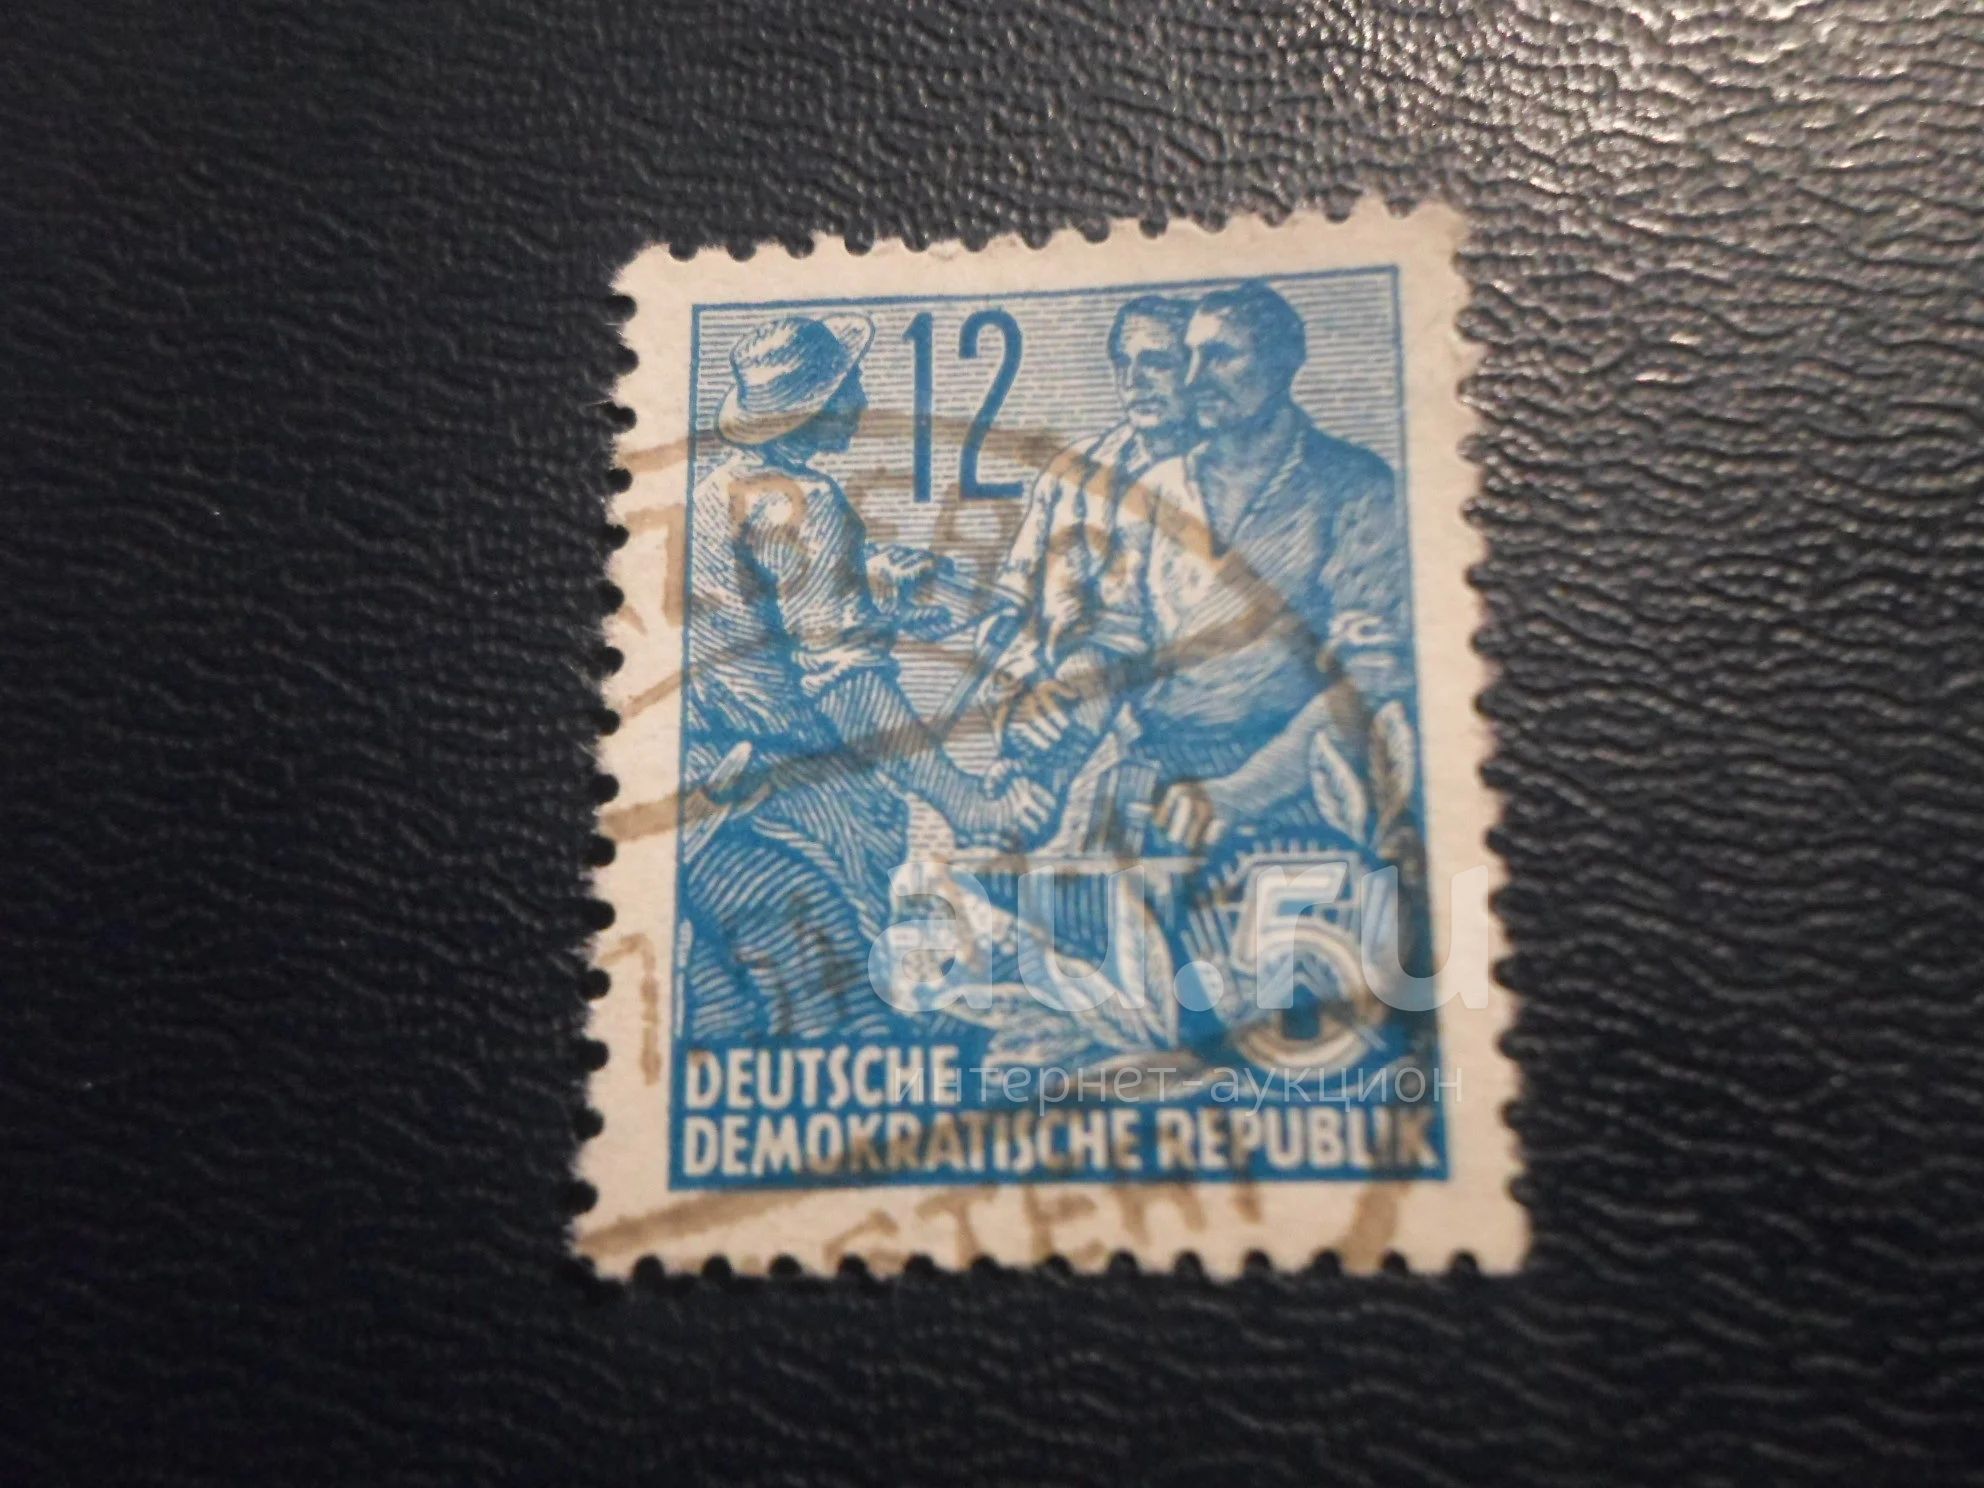 12
5
au.ru
DEUTSCHE
интернет-аукцион
DEMOKRATISCHE REPUBLIK